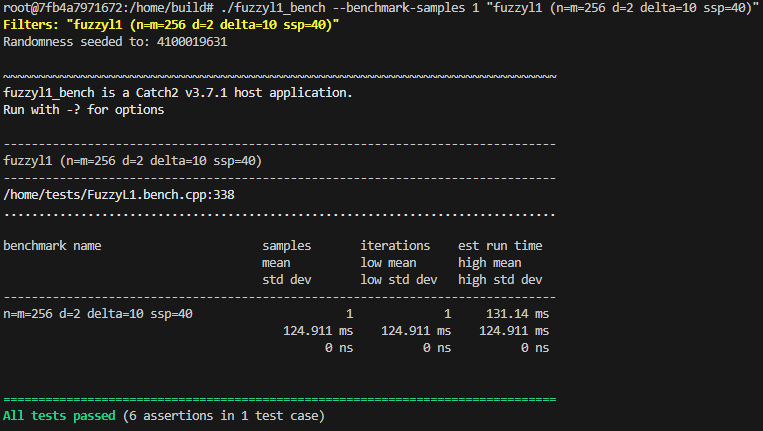 root@7fb4a7971672:/home/build# ./fuzzyl1_bench --benchmark-samples 1 "fuzzyl1 (n=m=256 d=2 delta=10 ssp=40)"
Filters: "fuzzyl1 (n=m=256 d=2 delta=10 ssp=40)"
Randomness seeded to: 4100019631
~~~~~~~~~~~~~~~~~~~~~~~~~~~~~~~~~~~~~~~~~~~~~~~~~~~~~~~~~~~~~~~~~~~~~~~~~~~~~~~
fuzzyl1_bench is a Catch2 v3.7.1 host application.
Run with -? for options
-------------------------------------------------------------------------------
fuzzyl1 (n=m=256 d=2 delta=10 ssp=40)
-------------------------------------------------------------------------------
/home/tests/FuzzyL1.bench.cpp:338
...............................................................................
benchmark name                       samples       iterations    est run time
                                     mean          low mean      high mean
                                     std dev       low std dev   high std dev
-------------------------------------------------------------------------------
n=m=256 d=2 delta=10 ssp=40                      1             1     131.14 ms
                                        124.911 ms    124.911 ms    124.911 ms
                                              0 ns          0 ns          0 ns
===============================================================================
All tests passed (6 assertions in 1 test case)